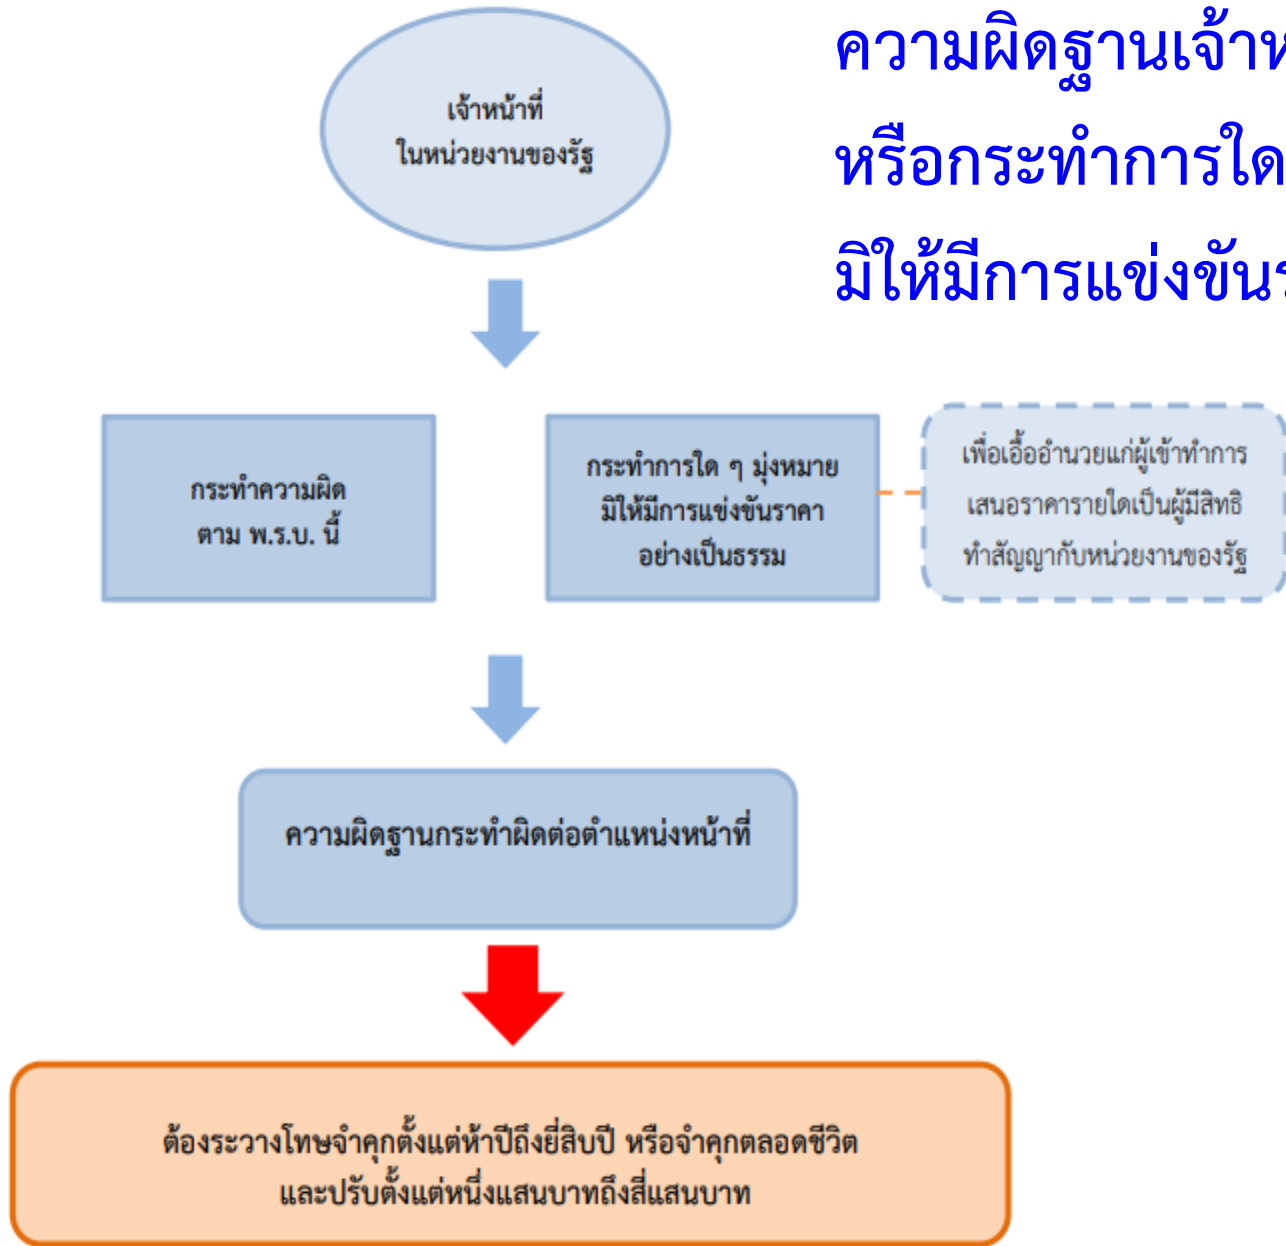 ความผิดฐานเจ้าห
หรือกระทำการใด
มิให้มีการแข่งขันร
เจ้าหน้าที่
ในหน่วยงานของรัฐ
กระทำความผิด
ตาม พ.ร.บ. นี้
กระทำการใด ๆ มุ่งหมาย
มิให้มีการแข่งขันราคา
อย่างเป็นธรรม
เพื่อเอื้ออำนวยแก่ผู้เข้าทำการ
เสนอราคารายใดเป็นผู้มีสิทธิ
ทำสัญญากับหน่วยงานของรัฐ
ความผิดฐานกระทำผิดต่อตำแหน่งหน้าที่
ต้องระวางโทษจำคุกตั้งแต่ห้าปีถึงยี่สิบปี หรือจำคุกตลอดชีวิต
และปรับตั้งแต่หนึ่งแสนบาทถึงสี่แสนบาท